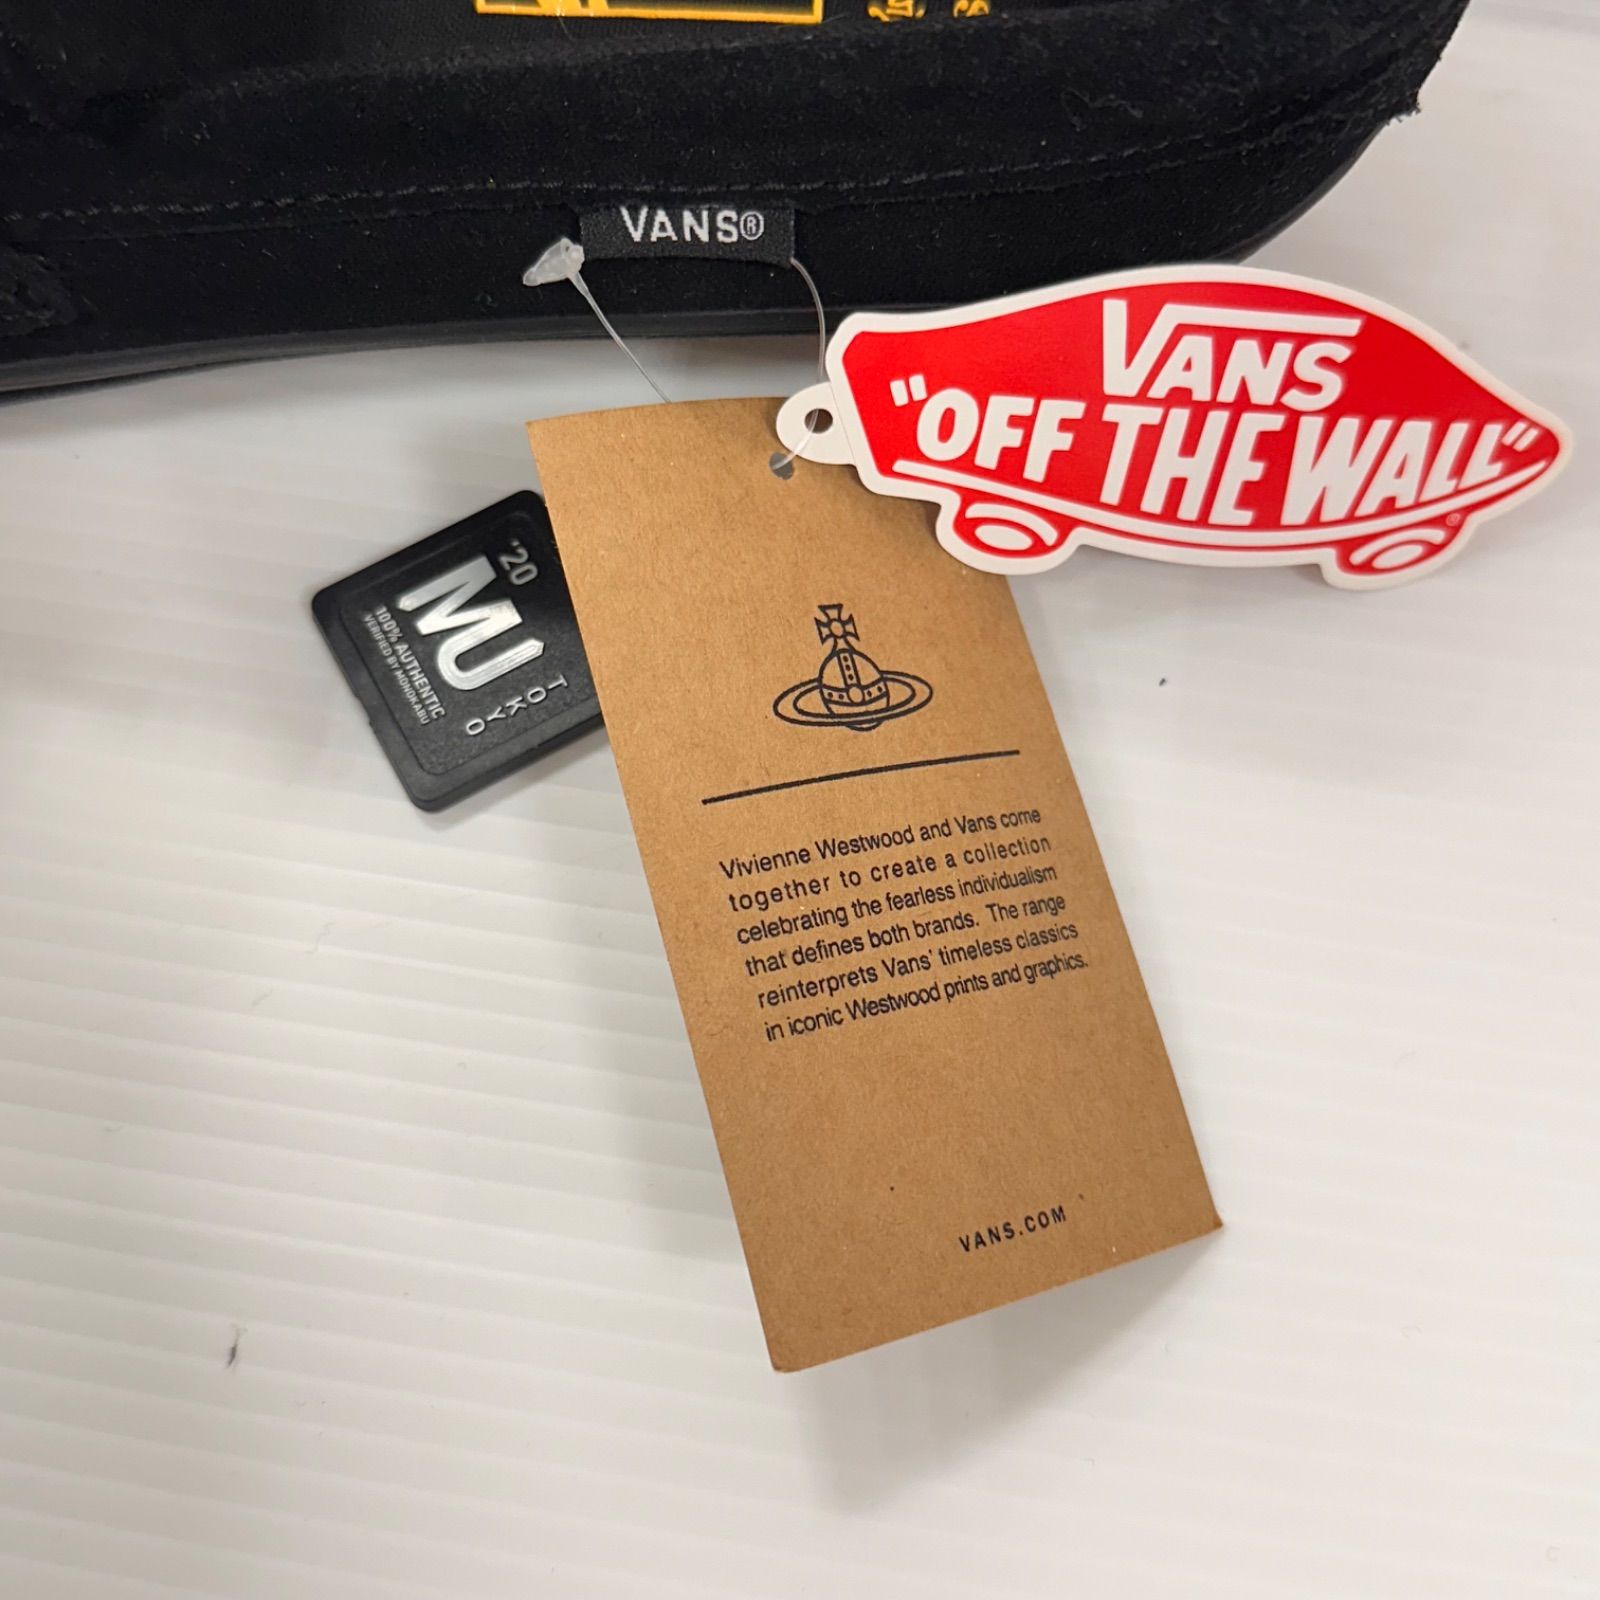 VANS®
VANS
"OFF THE WALL"
®
'20
MU
TOKYO
100% AUTHENTIC
VERIFIED BY MONOKABU
Vivienne Westwood and Vans come
together to create a collection
celebrating the fearless individualism
that defines both brands. The range
reinterprets Vans' timeless classics
in iconic Westwood prints and graphics.
VANS.COM